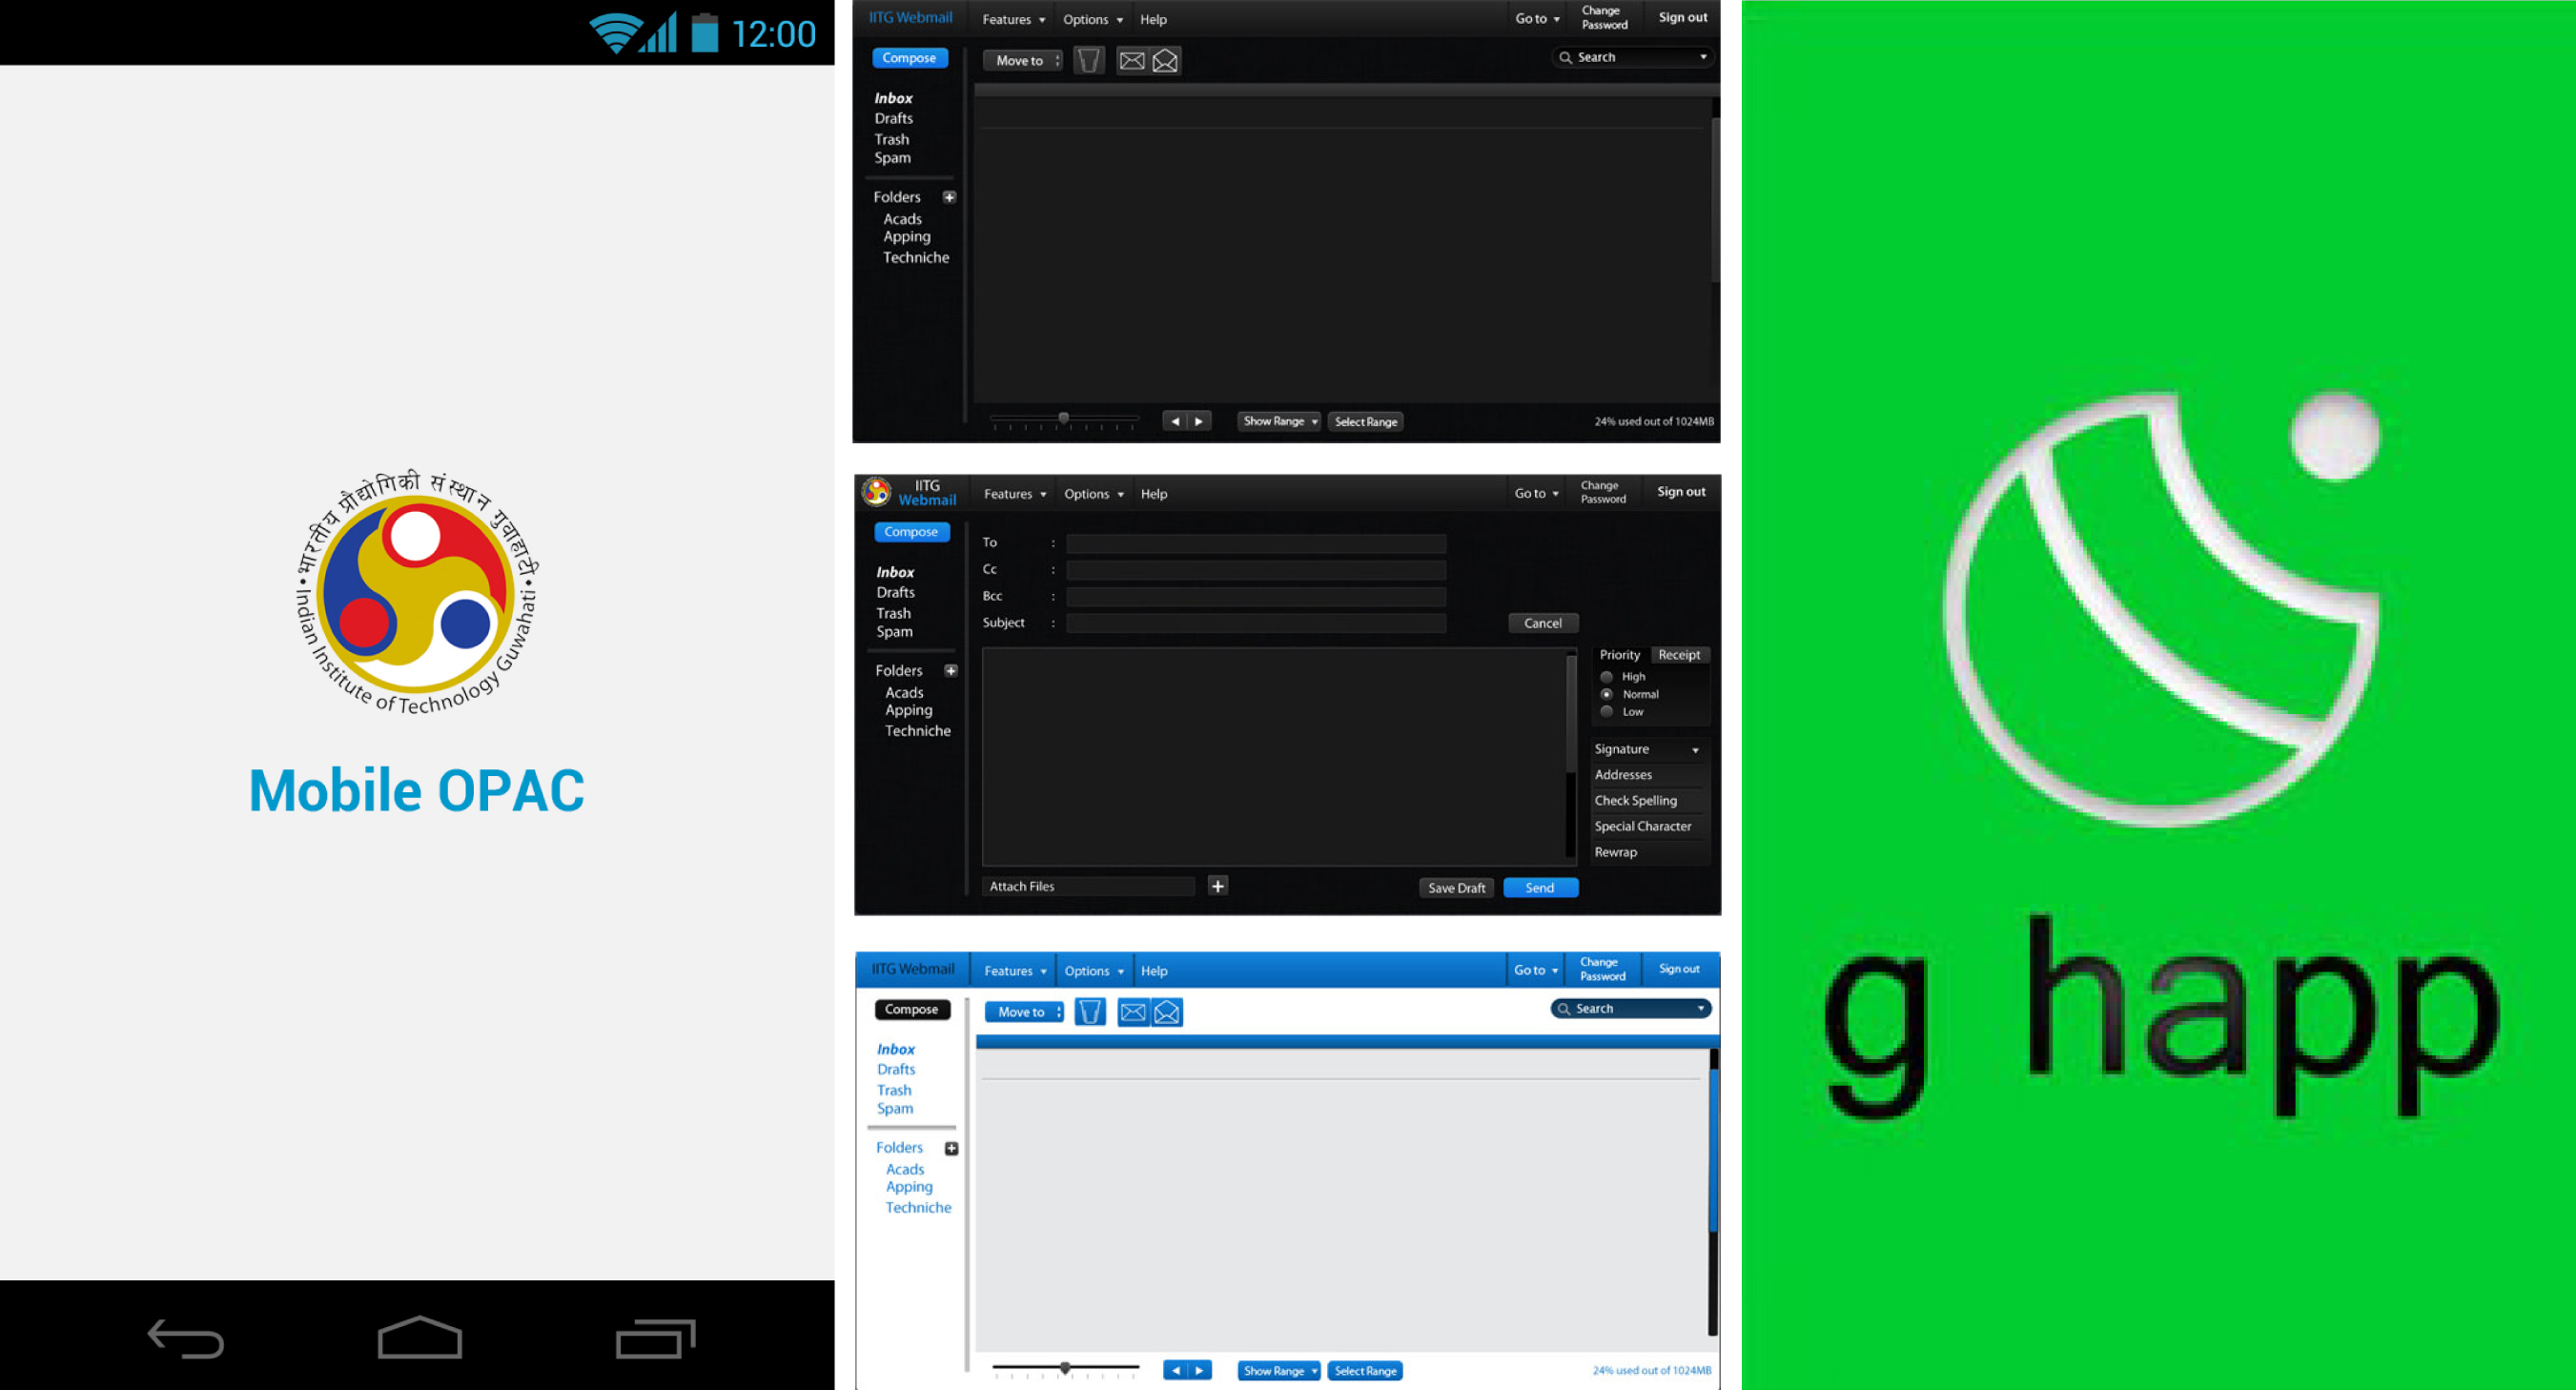 12:00
भारतीय प्रौद्योगिकी संस्थान गुवाहाटी
Indian Institute of Technology Guwahati
Mobile OPAC
IITG Webmail Features Options Help Go to Change Password Sign out
Compose Move to Search
Inbox
Drafts
Trash
Spam
Folders
Acads
Apping
Techniche
Show Range Select Range 24% used out of 1024MB
IITG Webmail Features Options Help Go to Change Password Sign out
Compose
To :
Cc :
Bcc :
Subject : Cancel
Inbox
Drafts
Trash
Spam
Folders
Acads
Apping
Techniche
Priority Receipt
High
Normal
Low
Signature
Addresses
Check Spelling
Special Character
Rewrap
Attach Files Save Draft Send
IITG Webmail Features Options Help Go to Change Password Sign out
Compose Move to Search
Inbox
Drafts
Trash
Spam
Folders
Acads
Apping
Techniche
Show Range Select Range 24% used out of 1024MB
g happ